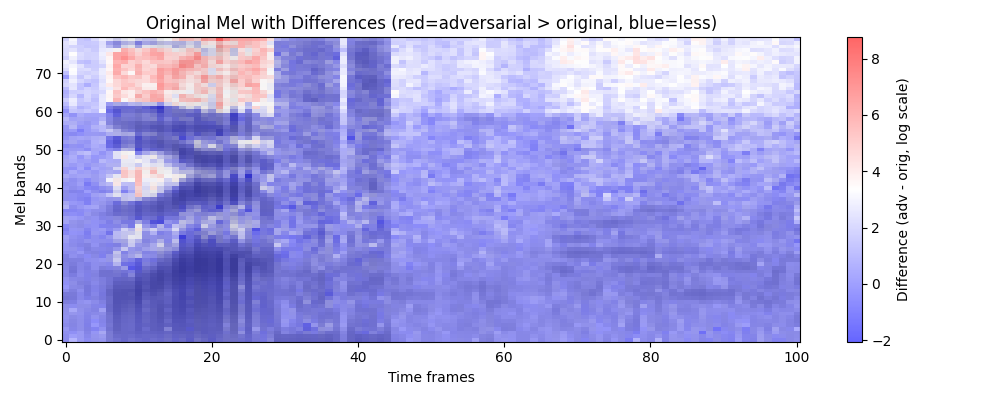 Original Mel with Differences (red=adversarial > original, blue=less)
Mel bands
70
60
50
40
30
20
10
0
0 20 40 60 80 100
Time frames
8
6
4
2
0
−2
Difference (adv - orig, log scale)